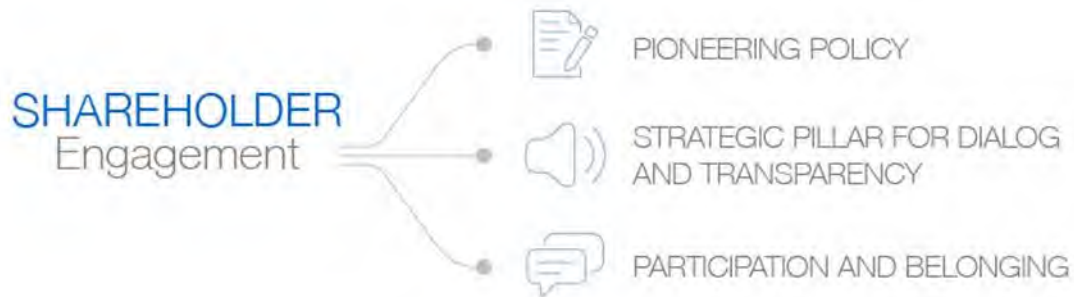 SHAREHOLDER
Engagement
PIONEERING POLICY
STRATEGIC PILLAR FOR DIALOG
AND TRANSPARENCY
PARTICIPATION AND BELONGING